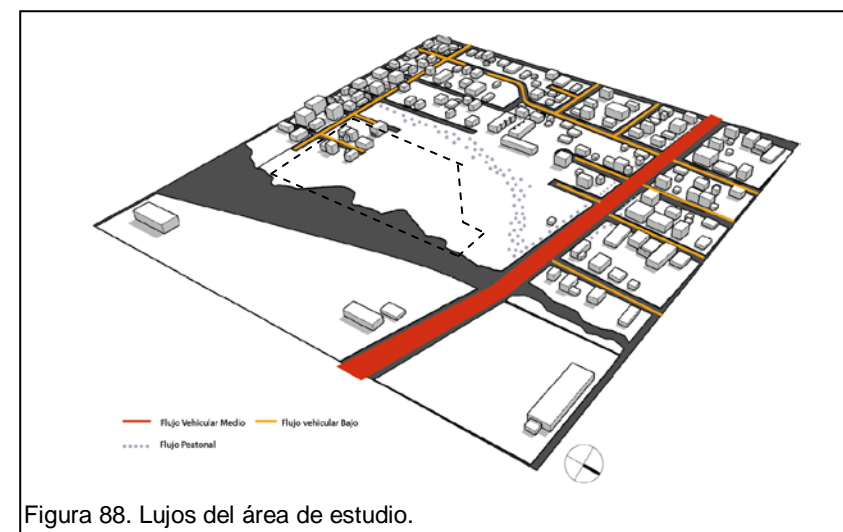 Flujo Vehicular Medio Flujo vehicular Bajo
Flujo Peatonal
Figura 88. Lujos del área de estudio.